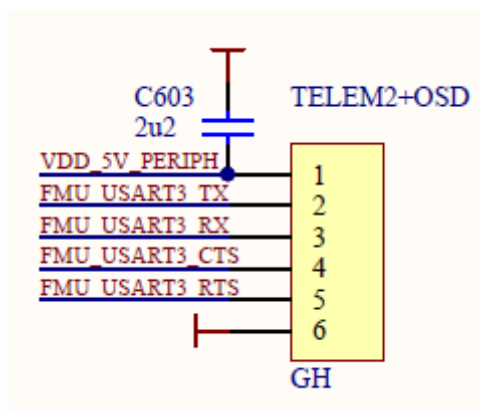 C603
2u2
TELEM2+OSD
VDD_5V_PERIPH
1
FMU_USART3_TX
2
FMU_USART3_RX
3
FMU_USART3_CTS
4
FMU_USART3_RTS
5
6
GH